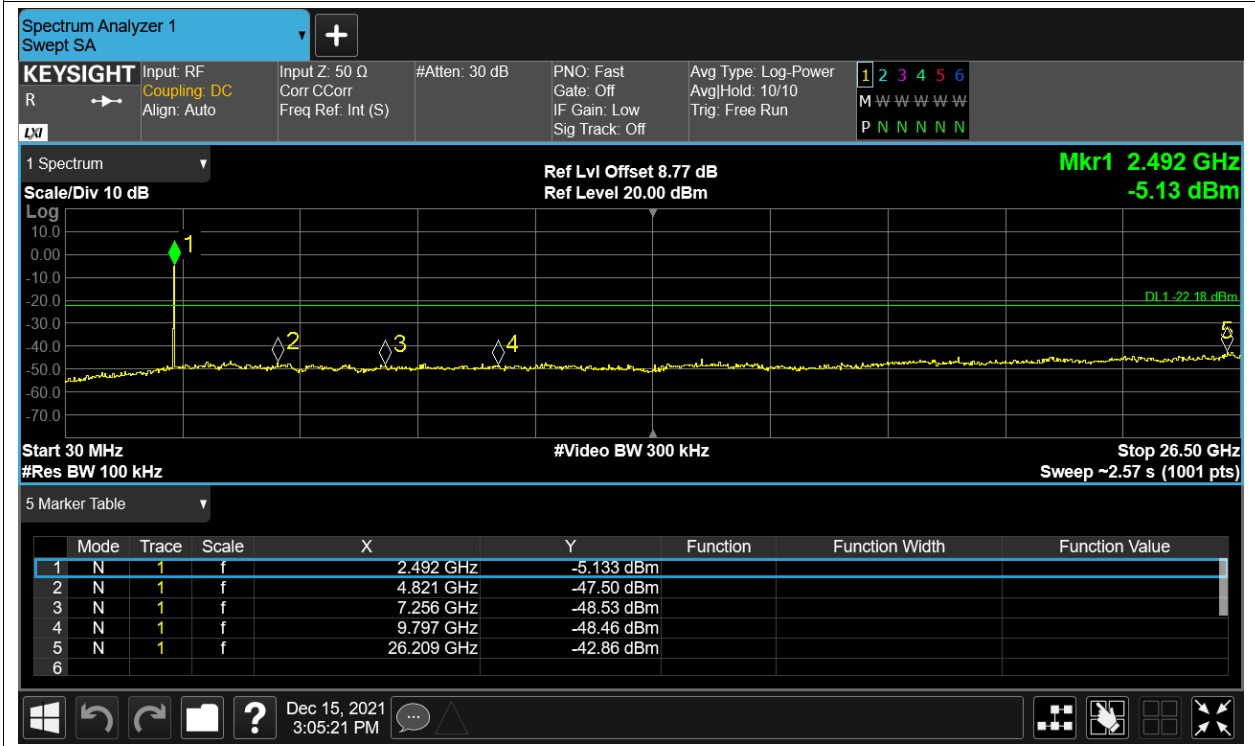 Spectrum Analyzer 1
Swept SA
+
KEYSIGHT Input: RF Input Z: 50 Ω #Atten: 30 dB PNO: Fast Avg Type: Log-Power 1 2 3 4 5 6
R Coupling: DC Corr CCorr Gate: Off Avg|Hold: 10/10 M W W W W W
Align: Auto Freq Ref: Int (S) IF Gain: Low Trig: Free Run
LXI Sig Track: Off P N N N N N
1 Spectrum Ref Lvl Offset 8.77 dB Mkr1 2.492 GHz
Scale/Div 10 dB Ref Level 20.00 dBm -5.13 dBm
Log
10.0
1
0.00
-10.0
-20.0 DL1 -22.18 dBm
-30.0
2 3 4 5
-40.0
-50.0
-60.0
-70.0
Start 30 MHz #Video BW 300 kHz Stop 26.50 GHz
#Res BW 100 kHz Sweep ~2.57 s (1001 pts)
5 Marker Table
Mode Trace Scale X Y Function Function Width Function Value
1 N 1 f 2.492 GHz -5.133 dBm
2 N 1 f 4.821 GHz -47.50 dBm
3 N 1 f 7.256 GHz -48.53 dBm
4 N 1 f 9.797 GHz -48.46 dBm
5 N 1 f 26.209 GHz -42.86 dBm
6
? Dec 15, 2021
3:05:21 PM